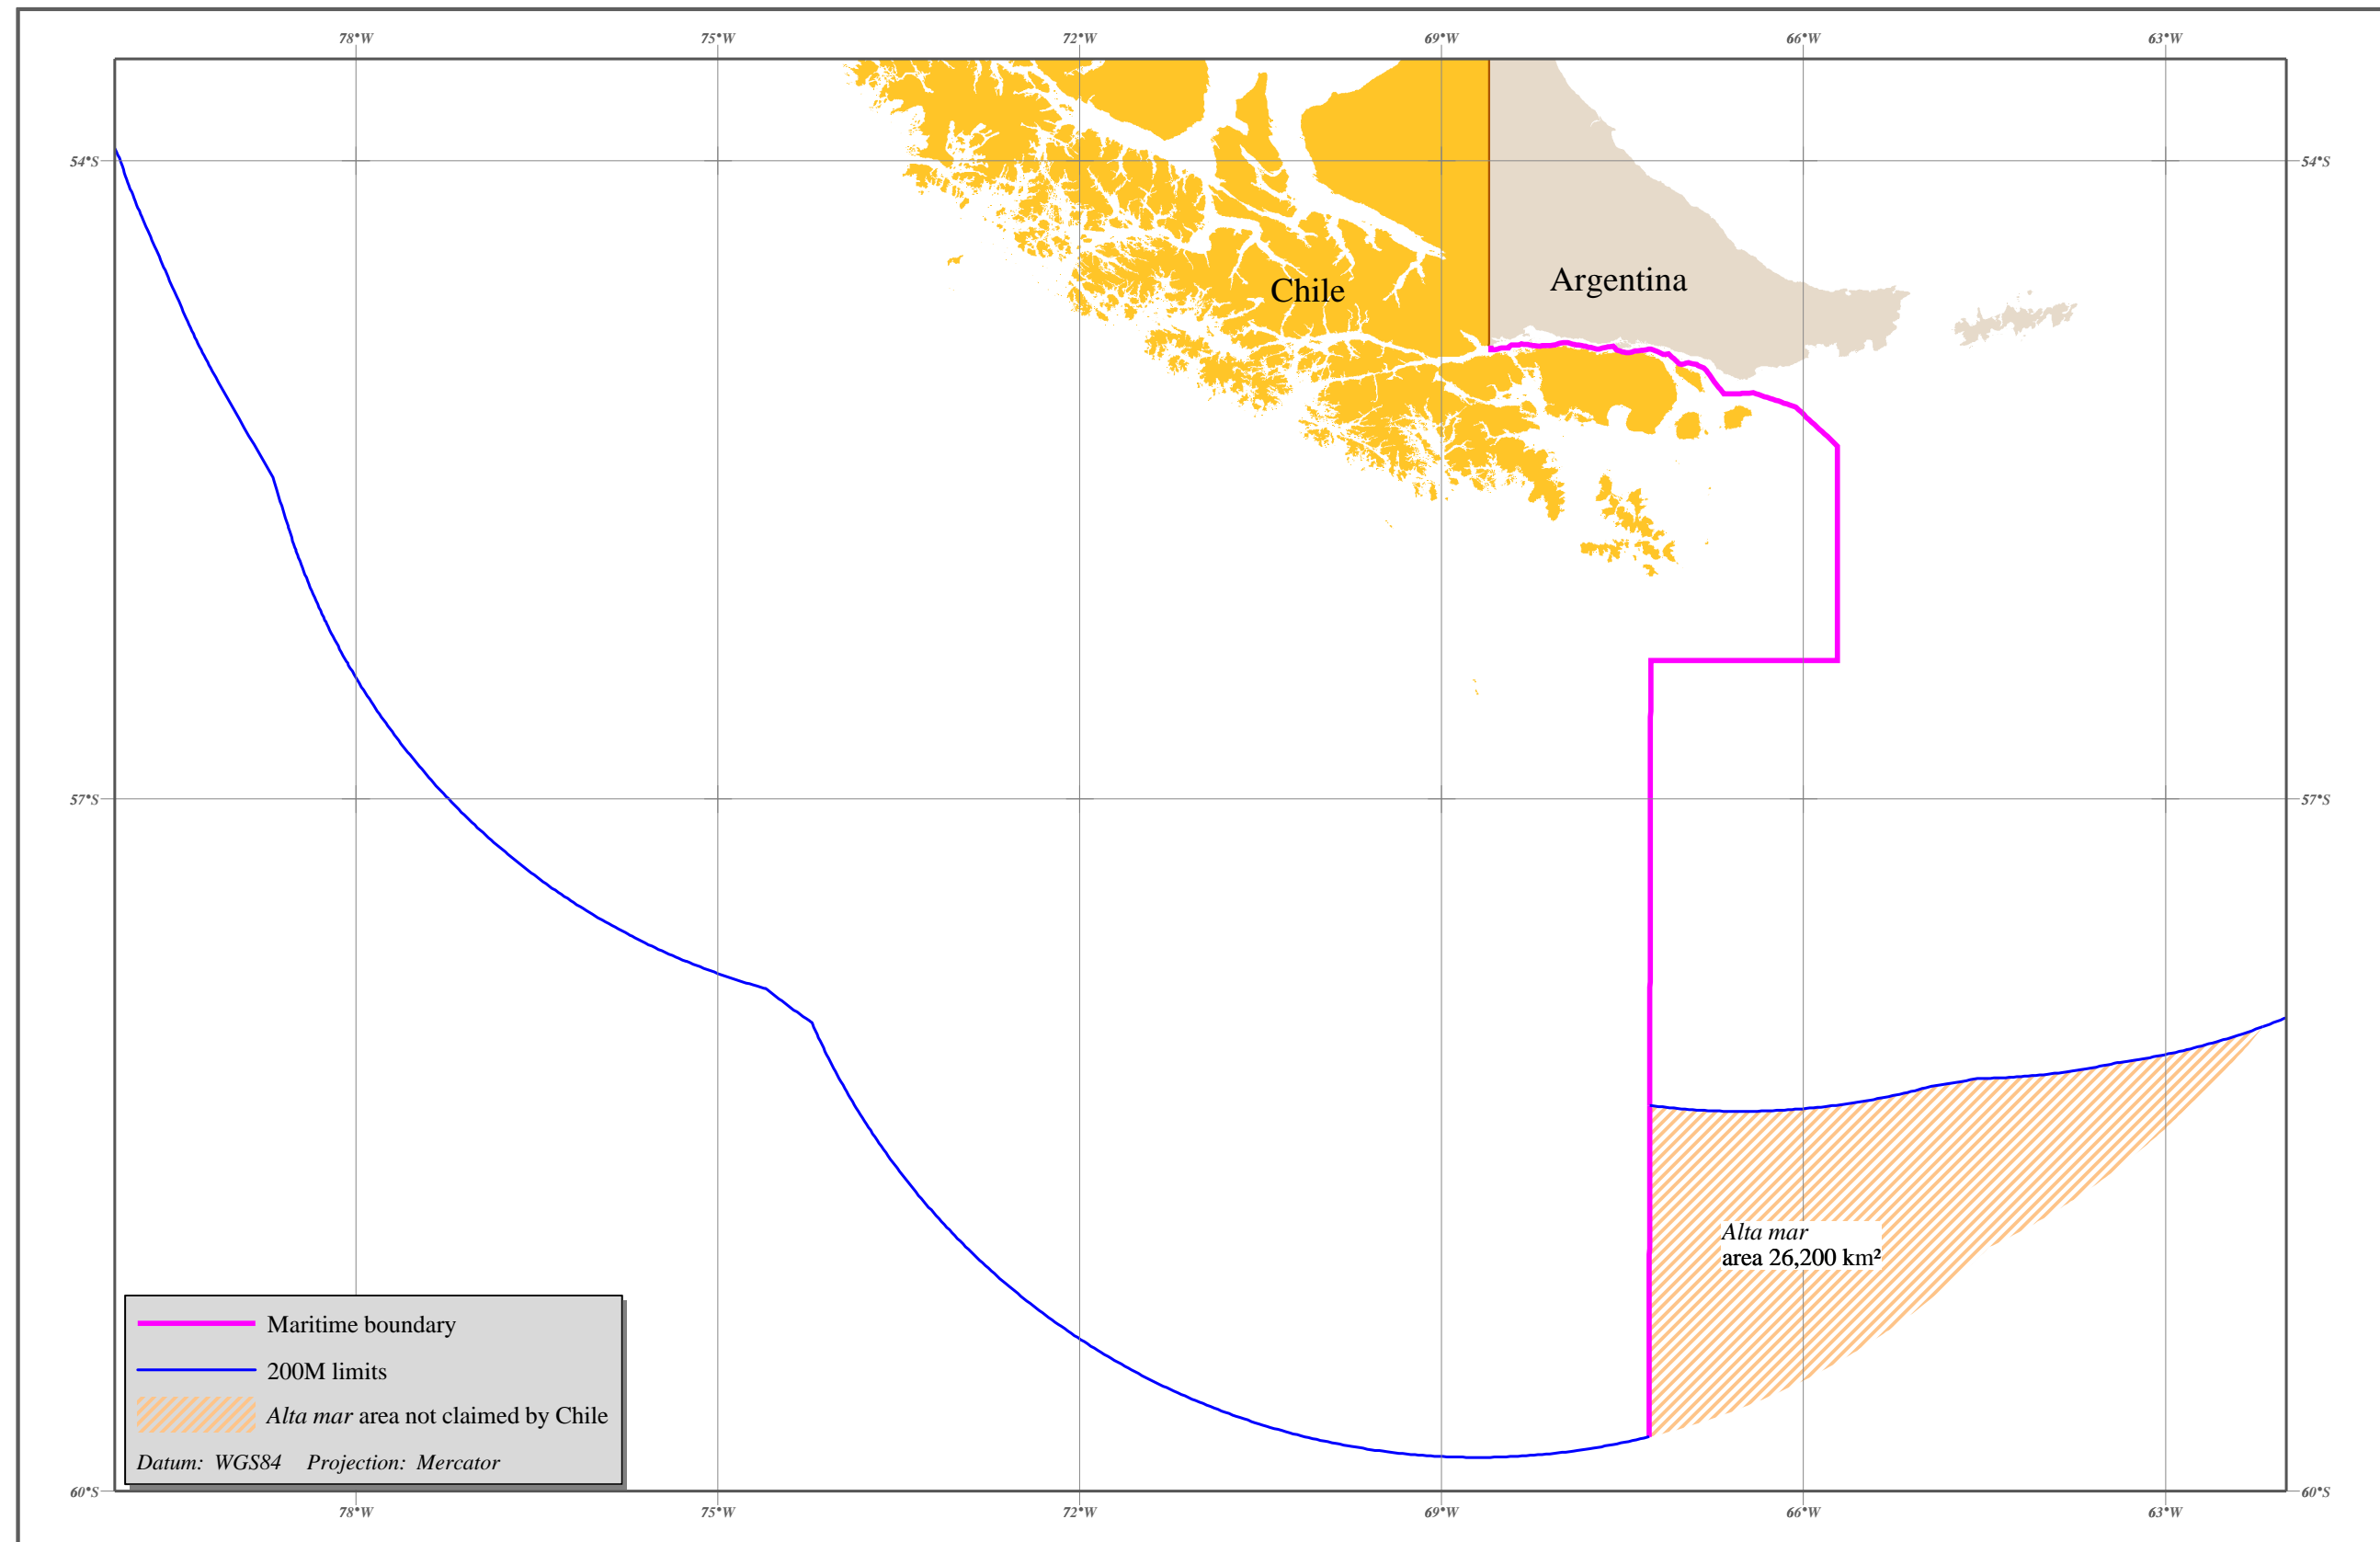 78°W 75°W 72°W 69°W 66°W 63°W
54°S 54°S
Argentina
Chile
57°S 57°S
Alta mar
area 26,200 km²
Maritime boundary
200M limits
Alta mar area not claimed by Chile
Datum: WGS84 Projection: Mercator
60°S 60°S
78°W 75°W 72°W 69°W 66°W 63°W